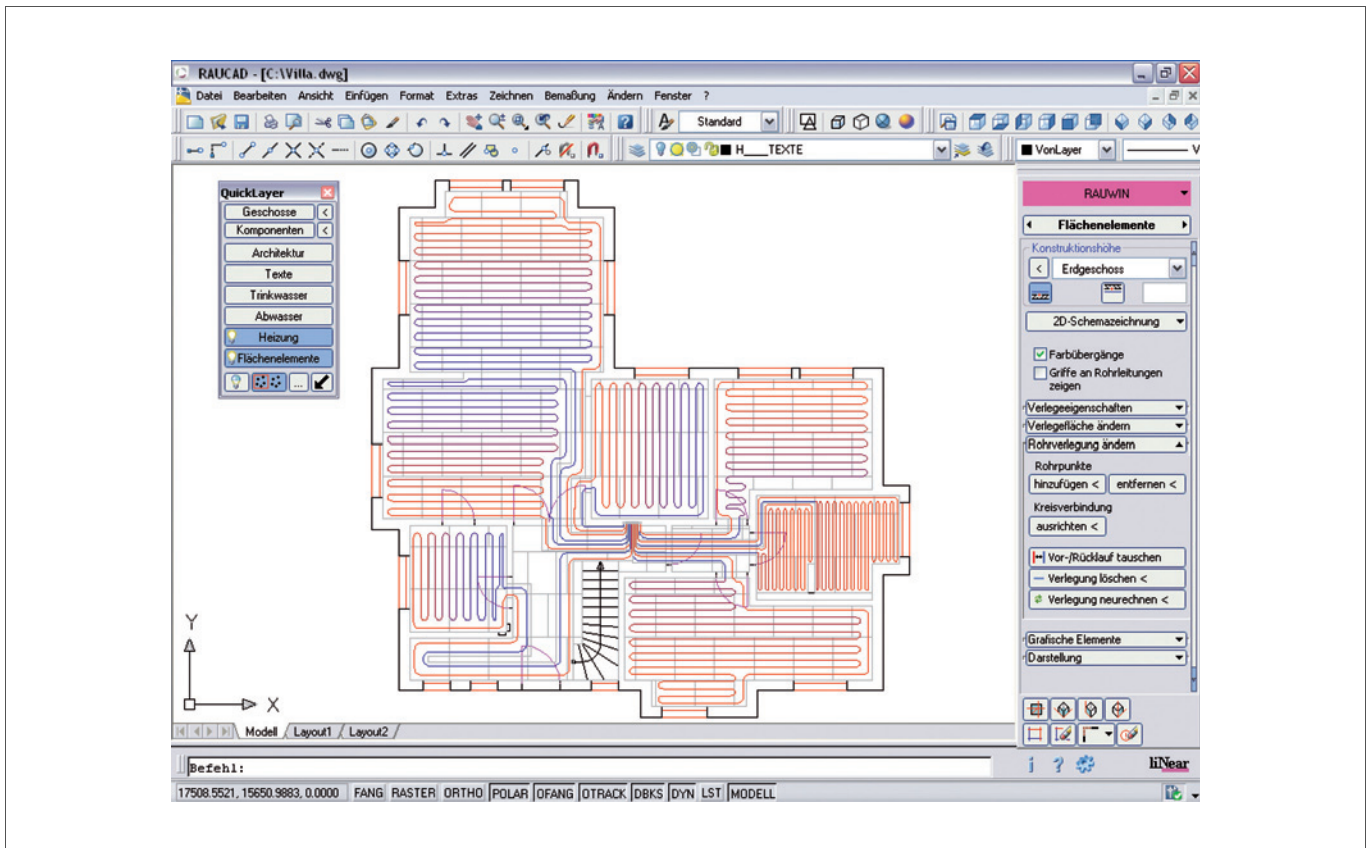 RAUCAD - [C:\Villa.dwg]
Datei Bearbeiten Ansicht Einfügen Format Extras Zeichnen Bemaßung Ändern Fenster ?
Standard
H___TEXTE
VonLayer
V
QuickLayer
Geschosse <
Komponenten <
Architektur
Texte
Trinkwasser
Abwasser
Heizung
Flächenelemente
...
RAUWIN
Flächenelemente
Konstruktionshöhe
< Erdgeschoss
2D-Schemazeichnung
Farbübergänge
Griffe an Rohrleitungen
zeigen
Verlegeeigenschaften
Verlegefläche ändern
Rohrverlegung ändern
Rohrpunkte
hinzufügen < entfernen <
Kreisverbindung
ausrichten <
Vor-/Rücklauf tauschen
Verlegung löschen <
Verlegung neurechnen <
Grafische Elemente
Darstellung
Y
X
Modell Layout1 Layout2
Befehl:
i ? liNear
17508.5521, 15650.9883, 0.0000 FANG RASTER ORTHO POLAR OFANG OTRACK DBKS DYN LST MODELL